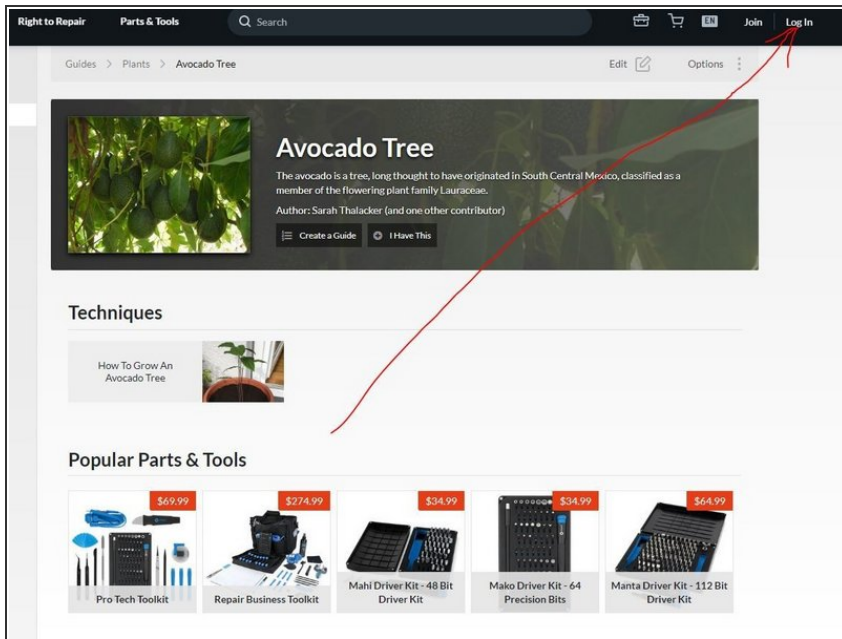 Right to Repair Parts & Tools Search EN Join Log In
Guides > Plants > Avocado Tree Edit Options
Avocado Tree
The avocado is a tree, long thought to have originated in South Central Mexico, classified as a
member of the flowering plant family Lauraceae.
Author: Sarah Thalacker (and one other contributor)
Create a Guide I Have This
Techniques
How To Grow An
Avocado Tree
Popular Parts & Tools
$69.99 $274.99 $34.99 $34.99 $64.99
Pro Tech Toolkit Repair Business Toolkit Mahi Driver Kit - 48 Bit
Driver Kit Mako Driver Kit - 64
Precision Bits Manta Driver Kit - 112 Bit
Driver Kit